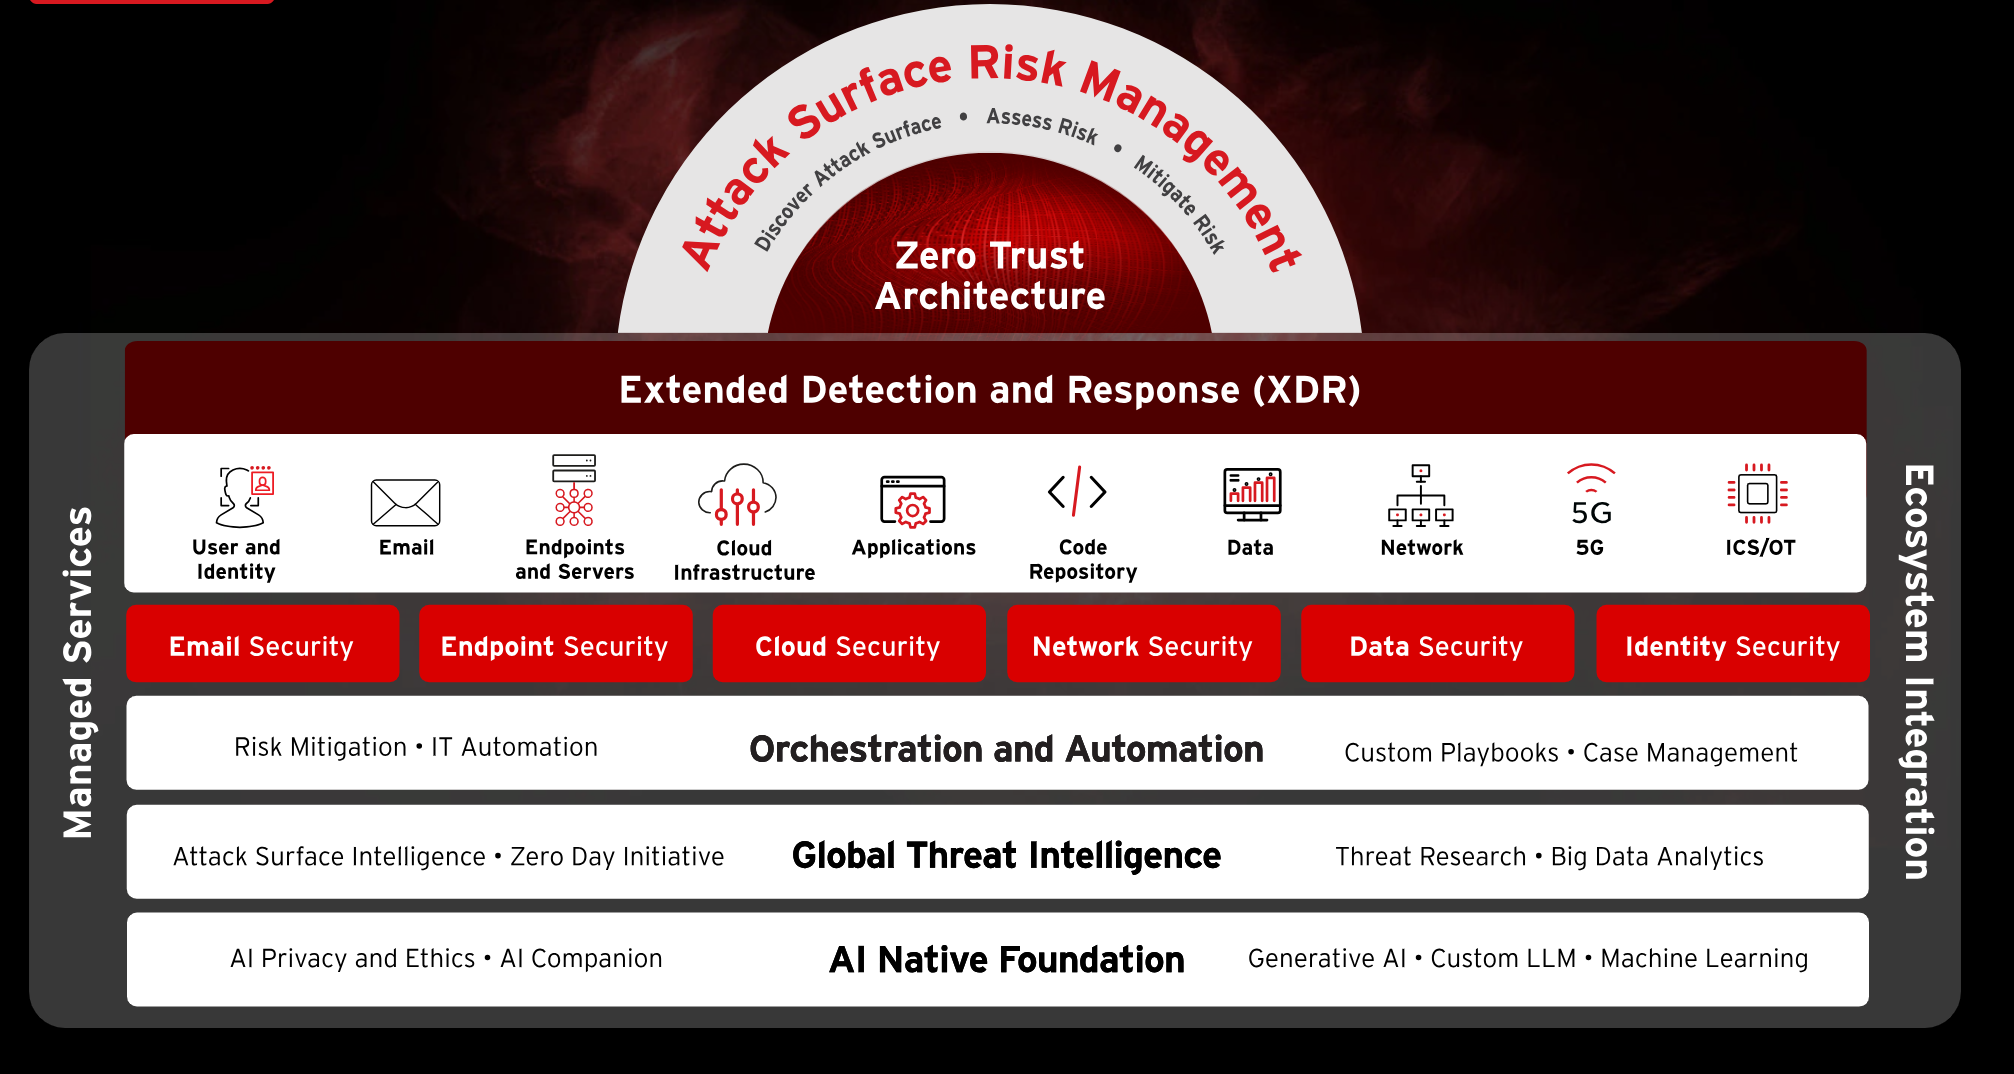 Attack Surface Risk Management
Discover Attack Surface • Assess Risk • Mitigate Risk
Zero Trust
Architecture
Managed Services
Extended Detection and Response (XDR)
User and
Identity
Email
Endpoints
and Servers
Cloud
Infrastructure
Applications
Code
Repository
Data
Network
5G
5G
ICS/OT
Email Security
Endpoint Security
Cloud Security
Network Security
Data Security
Identity Security
Risk Mitigation • IT Automation
Orchestration and Automation
Custom Playbooks • Case Management
Attack Surface Intelligence • Zero Day Initiative
Global Threat Intelligence
Threat Research • Big Data Analytics
AI Privacy and Ethics • AI Companion
AI Native Foundation
Generative AI • Custom LLM • Machine Learning
Ecosystem Integration